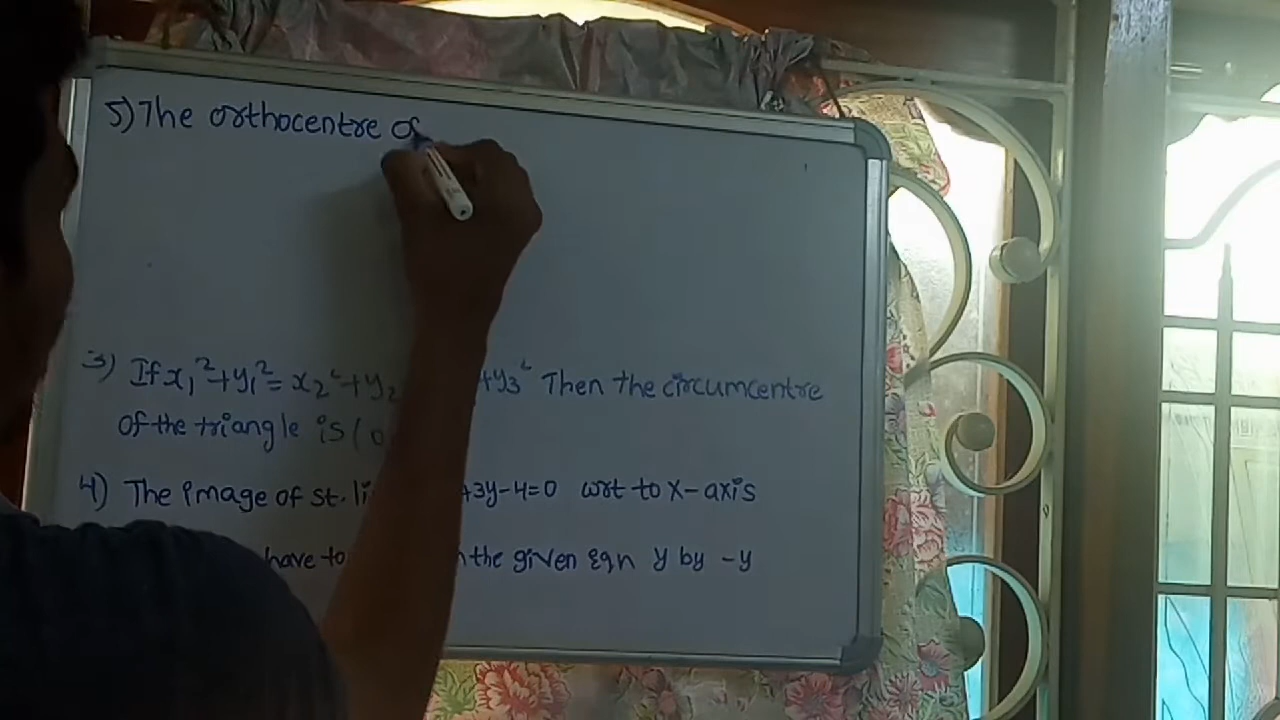 5) The orthocentre of
3) If x₁²+y₁²= x₂²+y₂ +y₃² Then the circumcentre
of the triangle is (0
4) The image of st. li +3y-4=0 wrt to x-axis
have to the given Eqn y by -y